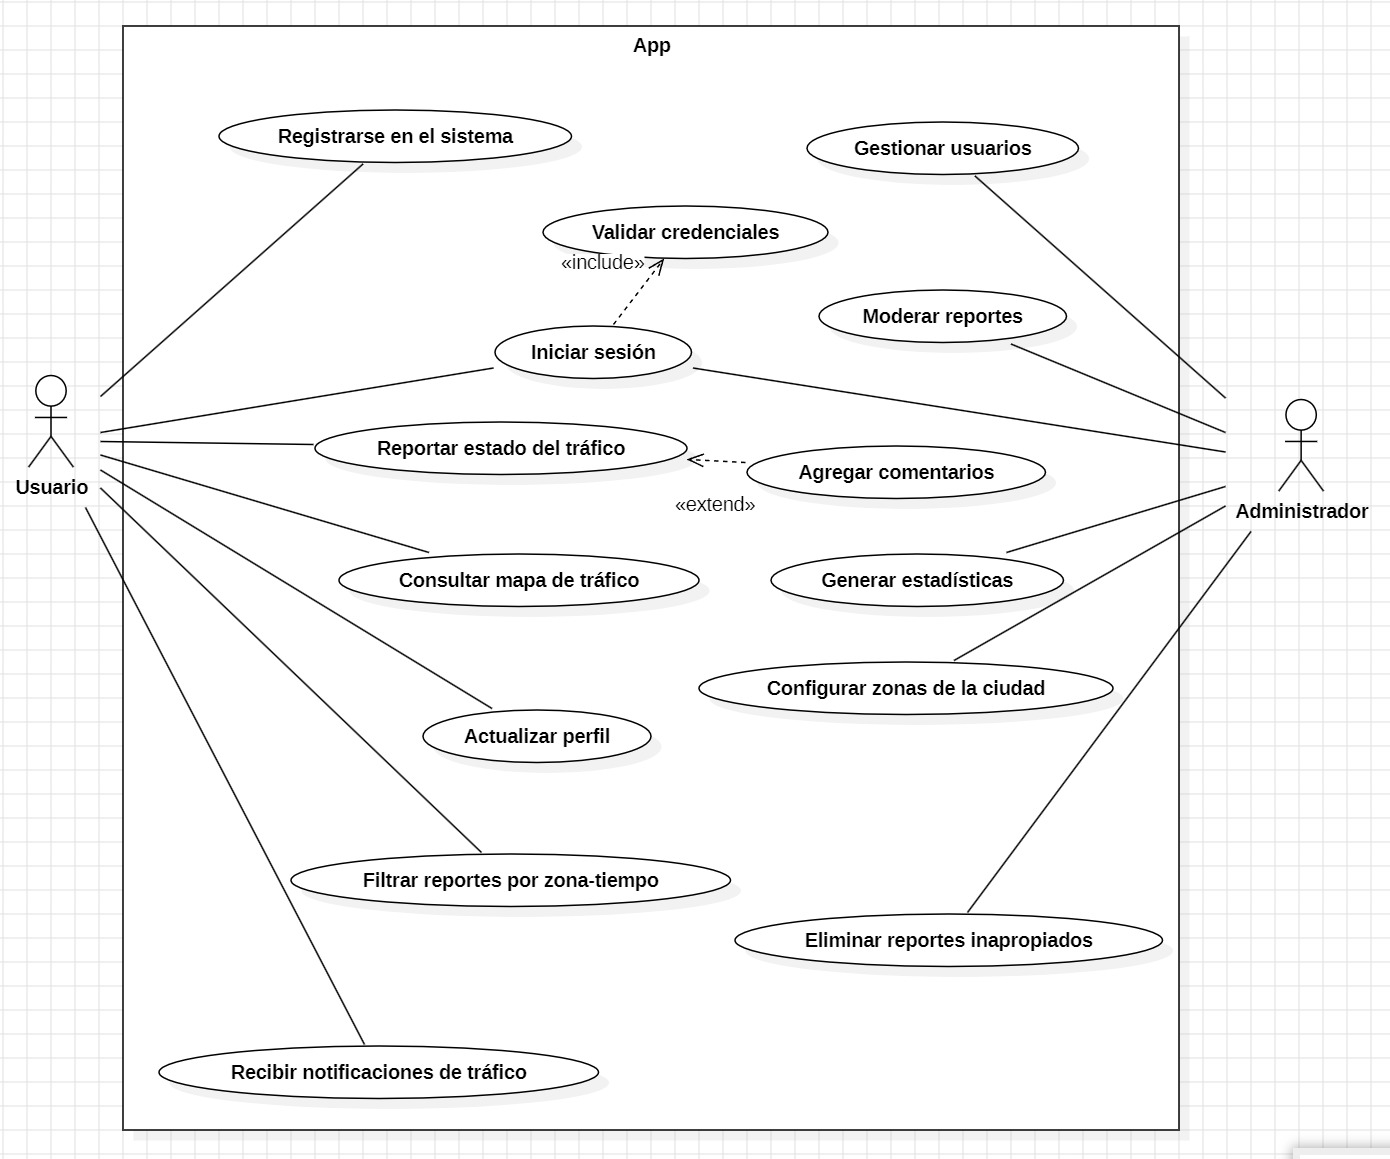 App
Registrarse en el sistema
Gestionar usuarios
Validar credenciales
«include»
Moderar reportes
Iniciar sesión
Reportar estado del tráfico
Agregar comentarios
Usuario
«extend»
Administrador
Consultar mapa de tráfico
Generar estadísticas
Configurar zonas de la ciudad
Actualizar perfil
Filtrar reportes por zona-tiempo
Eliminar reportes inapropiados
Recibir notificaciones de tráfico